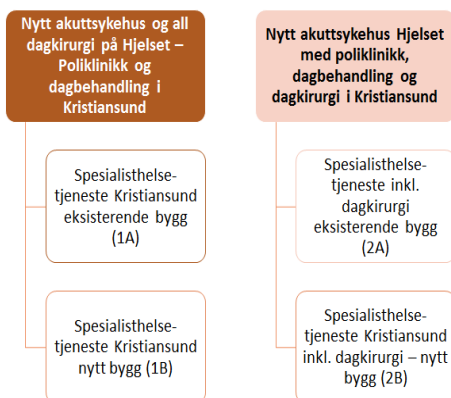 Nytt akuttsykehus og all
dagkirurgi på Hjelset –
Poliklinikk og
dagbehandling i
Kristiansund
Spesialisthelse-
tjeneste Kristiansund
eksisterende bygg
(1A)
Spesialisthelse-
tjeneste Kristiansund
nytt bygg (1B)
Nytt akuttsykehus Hjelset
med poliklinikk,
dagbehandling og
dagkirurgi i Kristiansund
Spesialisthelse-
tjeneste inkl.
dagkirurgi
eksisterende bygg
(2A)
Spesialisthelse-
tjeneste Kristiansund
inkl. dagkirurgi – nytt
bygg (2B)